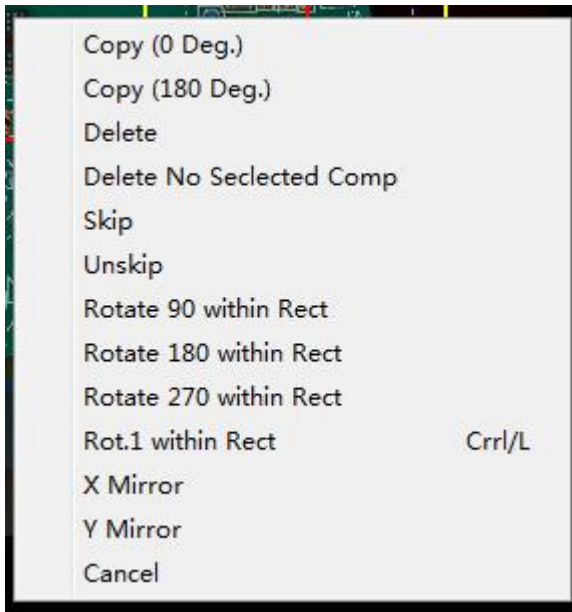 Copy (0 Deg.)
Copy (180 Deg.)
Delete
Delete No Seclected Comp
Skip
Unskip
Rotate 90 within Rect
Rotate 180 within Rect
Rotate 270 within Rect
Rot.1 within Rect Crrl/L
X Mirror
Y Mirror
Cancel